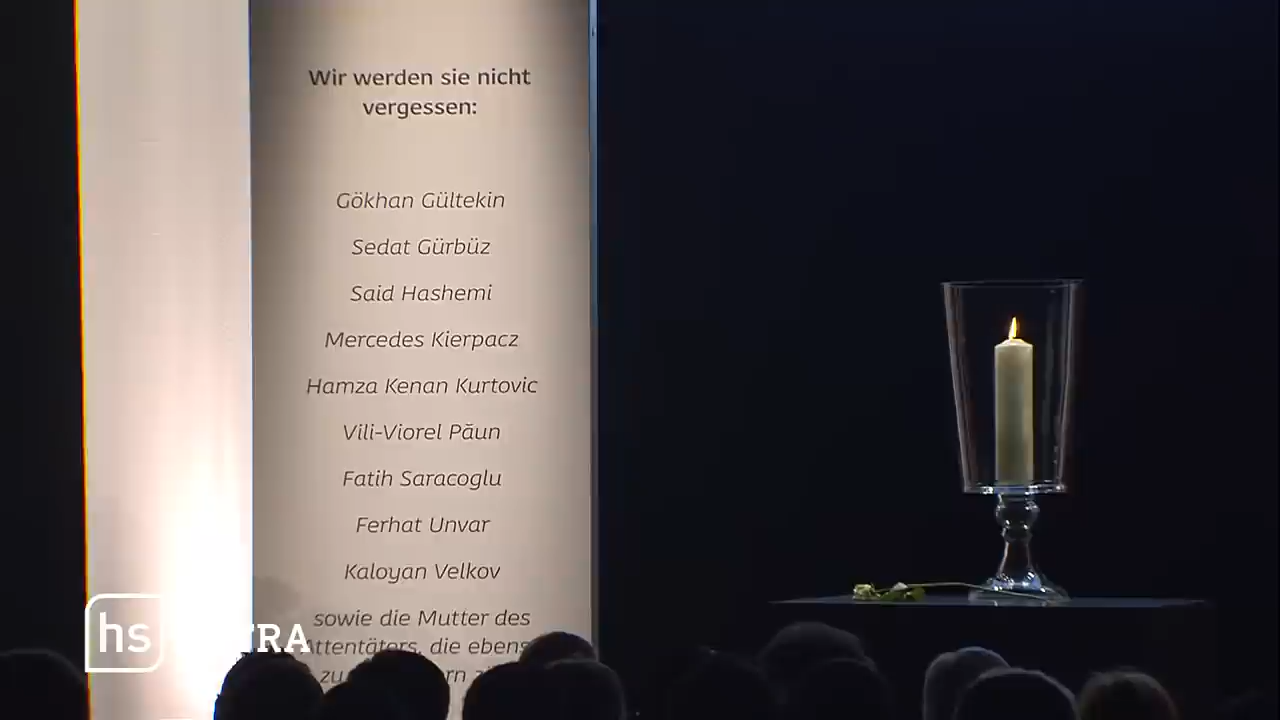 Wir werden sie nicht
vergessen:
Gökhan Gültekin
Sedat Gürbüz
Said Hashemi
Mercedes Kierpacz
Hamza Kenan Kurtovic
Vili-Viorel Păun
Fatih Saracoglu
Ferhat Unvar
Kaloyan Velkov
sowie die Mutter des
Attentäters, die
zu
hs